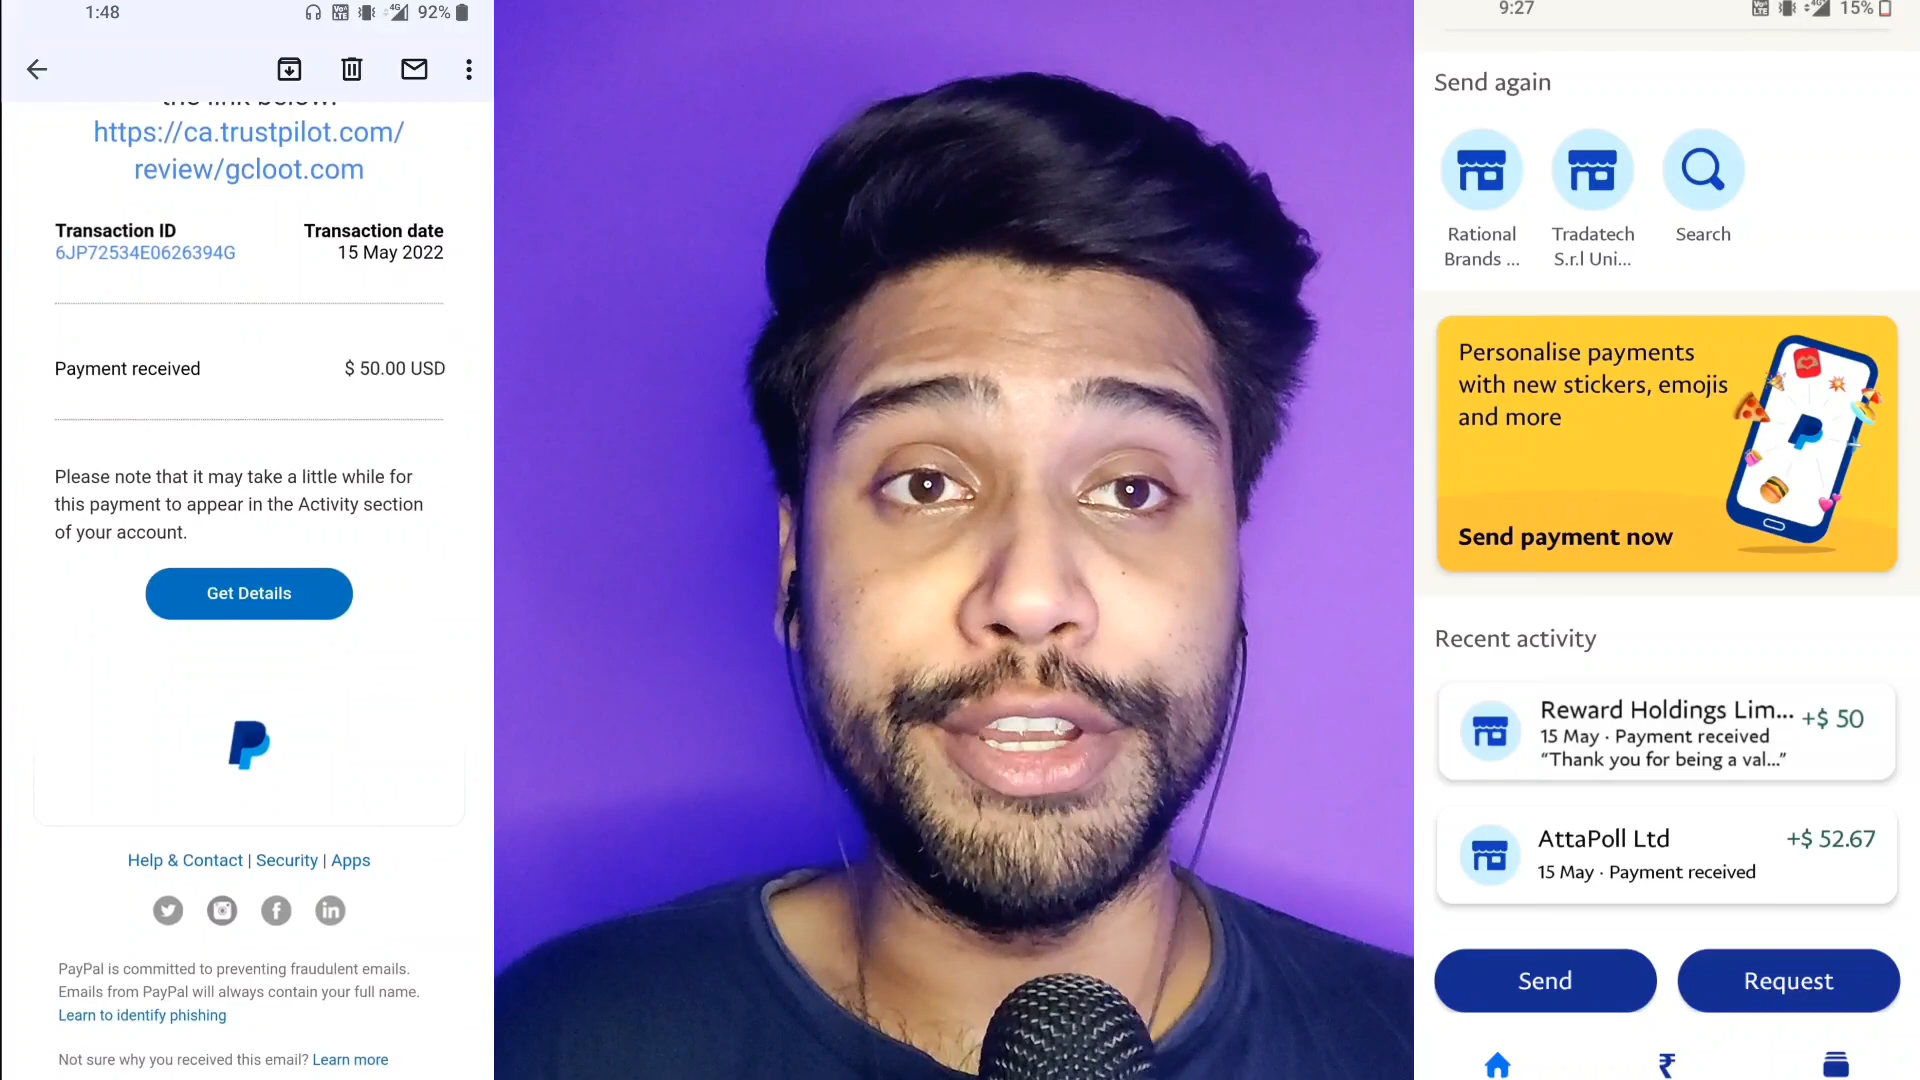 1:48
92%
the link below:
https://ca.trustpilot.com/
review/gcloot.com
Transaction ID
Transaction date
6JP72534E0626394G
15 May 2022
Payment received
$ 50.00 USD
Please note that it may take a little while for
this payment to appear in the Activity section
of your account.
Get Details
Help & Contact | Security | Apps
PayPal is committed to preventing fraudulent emails.
Emails from PayPal will always contain your full name.
Learn to identify phishing
Not sure why you received this email? Learn more
9:27
15%
Send again
Rational
Brands ...
Tradatech
S.r.l Uni...
Search
Personalise payments
with new stickers, emojis
and more
Send payment now
Recent activity
Reward Holdings Lim...
+$ 50
15 May · Payment received
“Thank you for being a val...”
AttaPoll Ltd
+$ 52.67
15 May · Payment received
Send
Request